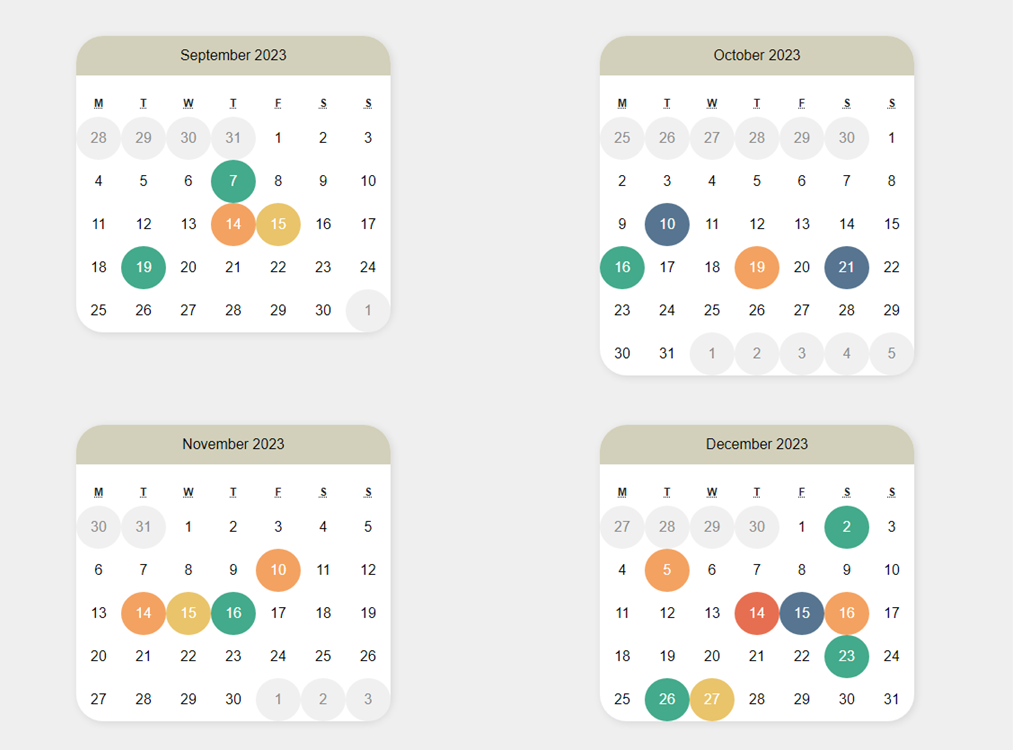 September 2023
M T W T F S S
28 29 30 31 1 2 3
4 5 6 7 8 9 10
11 12 13 14 15 16 17
18 19 20 21 22 23 24
25 26 27 28 29 30 1
October 2023
M T W T F S S
25 26 27 28 29 30 1
2 3 4 5 6 7 8
9 10 11 12 13 14 15
16 17 18 19 20 21 22
23 24 25 26 27 28 29
30 31 1 2 3 4 5
November 2023
M T W T F S S
30 31 1 2 3 4 5
6 7 8 9 10 11 12
13 14 15 16 17 18 19
20 21 22 23 24 25 26
27 28 29 30 1 2 3
December 2023
M T W T F S S
27 28 29 30 1 2 3
4 5 6 7 8 9 10
11 12 13 14 15 16 17
18 19 20 21 22 23 24
25 26 27 28 29 30 31